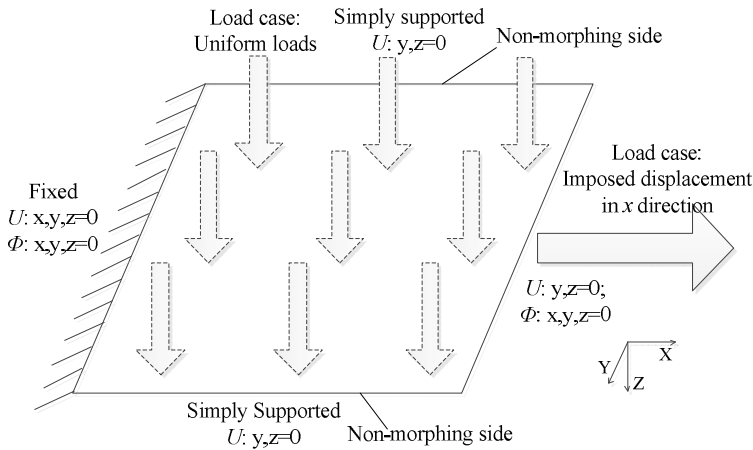 Load case:
Uniform loads
Simply supported
U: y,z=0
Non-morphing side
Fixed
U: x,y,z=0
Φ: x,y,z=0
Load case:
Imposed displacement
in x direction
U: y,z=0;
Φ: x,y,z=0
X
Y
Z
Simply Supported
U: y,z=0
Non-morphing side